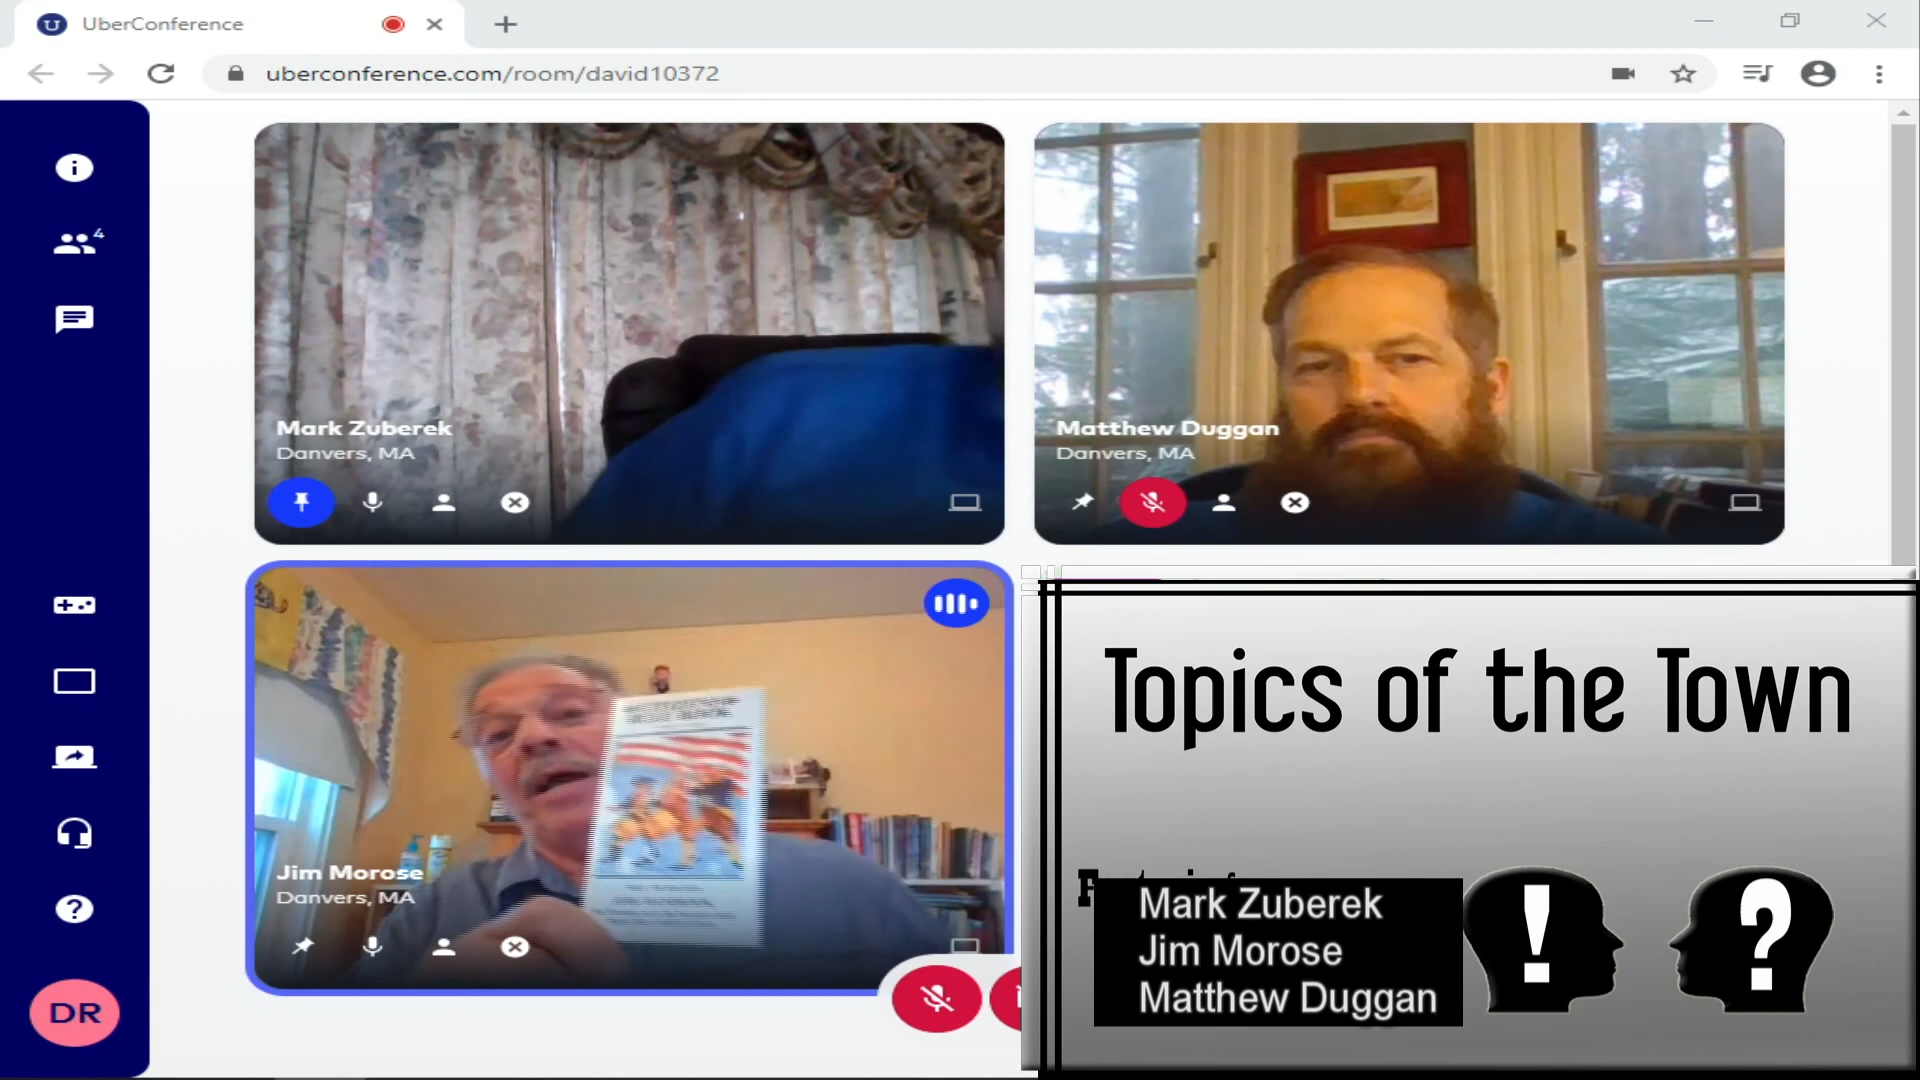 UberConference
uberconference.com/room/david10372
4
Mark Zuberek
Danvers, MA
Matthew Duggan
Danvers, MA
Jim Morose
Danvers, MA
DR
Topics of the Town
Mark Zuberek
Jim Morose
Matthew Duggan
! ?